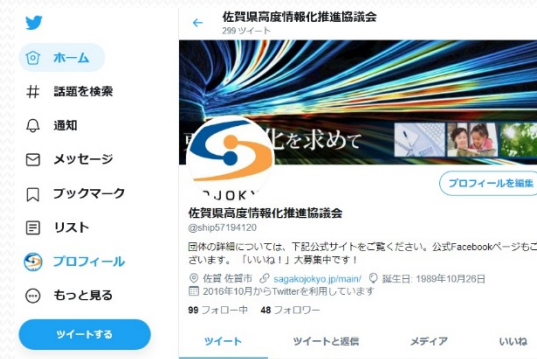 佐賀県高度情報化推進協議会
299 ツイート
ホーム
話題を検索
通知
メッセージ
ブックマーク
リスト
プロフィール
もっと見る
ツイートする
化を求めて
プロフィールを編集
佐賀県高度情報化推進協議会
@ship57194120
団体の詳細については、下記公式サイトをご覧ください。公式Facebookページもご
ざいます。「いいね！」大募集中です！
佐賀 佐賀市 sagakojokyo.jp/main/ 誕生日: 1989年10月26日
2016年10月からTwitterを利用しています
99 フォロー中 48 フォロワー
ツイート ツイートと返信 メディア いいね